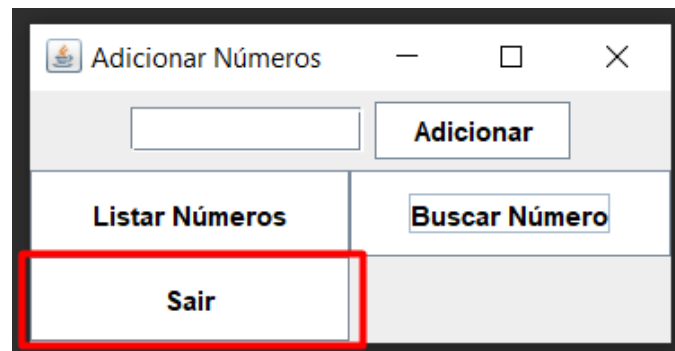 Adicionar Números
Adicionar
Listar Números
Buscar Número
Sair